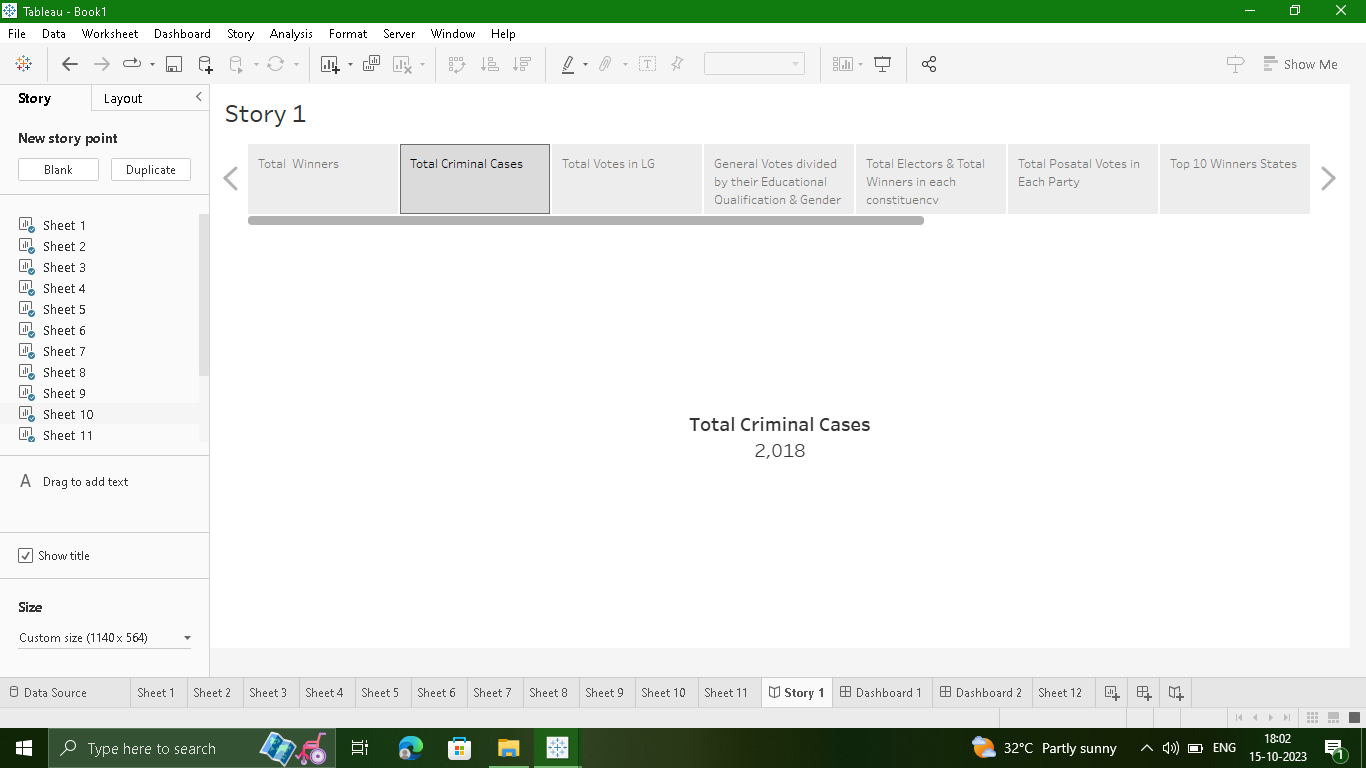 Tableau - Book1
File Data Worksheet Dashboard Story Analysis Format Server Window Help
Show Me
Story Layout
Story 1
New story point
Blank Duplicate
Total  Winners
Total Criminal Cases
Total Votes in LG
General Votes divided
by their Educational
Qualification & Gender
Total Electors & Total
Winners in each
constituency
Total Posatal Votes in
Each Party
Top 10 Winners States
Sheet 1
Sheet 2
Sheet 3
Sheet 4
Sheet 5
Sheet 6
Sheet 7
Sheet 8
Sheet 9
Sheet 10
Sheet 11
Total Criminal Cases
2,018
A Drag to add text
Show title
Size
Custom size (1140 x 564)
Data Source Sheet 1 Sheet 2 Sheet 3 Sheet 4 Sheet 5 Sheet 6 Sheet 7 Sheet 8 Sheet 9 Sheet 10 Sheet 11 Story 1 Dashboard 1 Dashboard 2 Sheet 12
Type here to search
32°C Partly sunny
ENG
18:02
15-10-2023
1